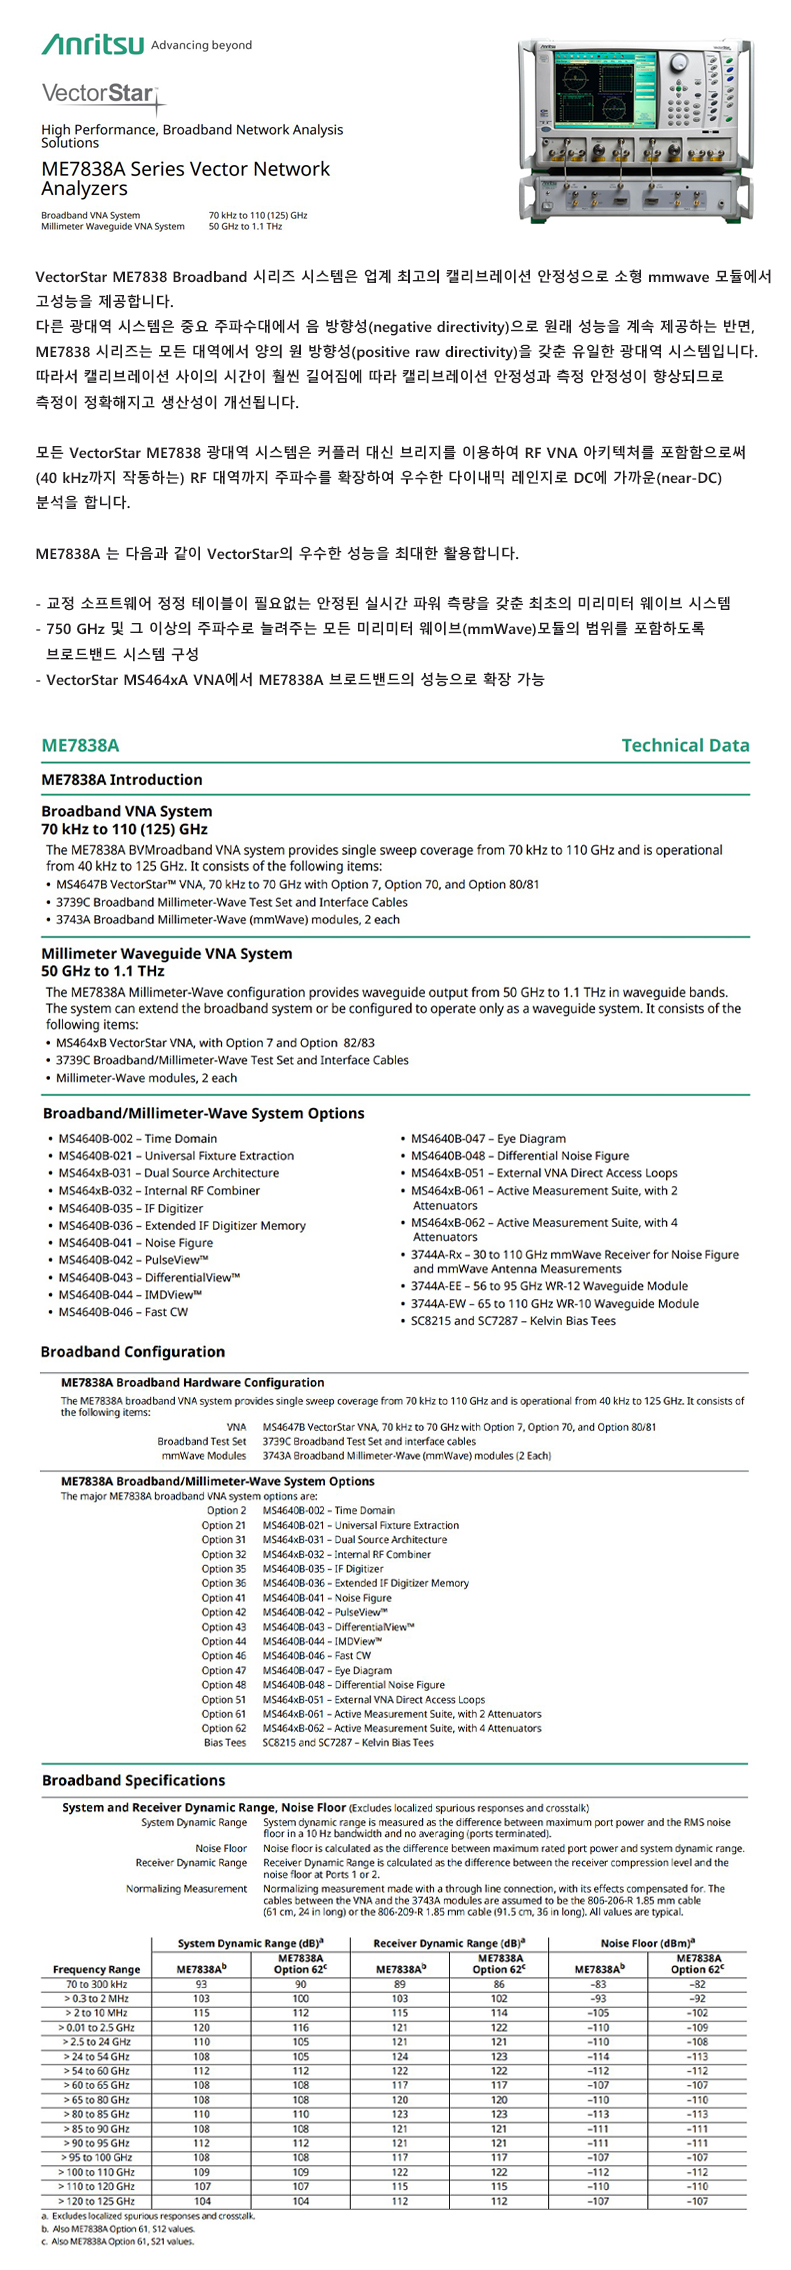 Anritsu Advancing beyond
VectorStar™
High Performance, Broadband Network Analysis
Solutions
ME7838A Series Vector Network
Analyzers
Broadband VNA System 70 kHz to 110 (125) GHz
Millimeter Waveguide VNA System 50 GHz to 1.1 THz
VectorStar ME7838 Broadband 시리즈 시스템은 업계 최고의 캘리브레이션 안정성으로 소형 mmwave 모듈에서
고성능을 제공합니다.
다른 광대역 시스템은 중요 주파수대에서 음 방향성(negative directivity)으로 원래 성능을 계속 제공하는 반면,
ME7838 시리즈는 모든 대역에서 양의 원 방향성(positive raw directivity)을 갖춘 유일한 광대역 시스템입니다.
따라서 캘리브레이션 사이의 시간이 훨씬 길어짐에 따라 캘리브레이션 안정성과 측정 안정성이 향상되므로
측정이 정확해지고 생산성이 개선됩니다.
모든 VectorStar ME7838 광대역 시스템은 커플러 대신 브리지를 이용하여 RF VNA 아키텍처를 포함함으로써
(40 kHz까지 작동하는) RF 대역까지 주파수를 확장하여 우수한 다이내믹 레인지로 DC에 가까운(near-DC)
분석을 합니다.
ME7838A 는 다음과 같이 VectorStar의 우수한 성능을 최대한 활용합니다.
- 교정 소프트웨어 정정 테이블이 필요없는 안정된 실시간 파워 측량을 갖춘 최초의 미리미터 웨이브 시스템
- 750 GHz 및 그 이상의 주파수로 늘려주는 모든 미리미터 웨이브(mmWave)모듈의 범위를 포함하도록
브로드밴드 시스템 구성
- VectorStar MS464xA VNA에서 ME7838A 브로드밴드의 성능으로 확장 가능
ME7838A Technical Data
ME7838A Introduction
Broadband VNA System
70 kHz to 110 (125) GHz
The ME7838A BVMroadband VNA system provides single sweep coverage from 70 kHz to 110 GHz and is operational
from 40 kHz to 125 GHz. It consists of the following items:
• MS4647B VectorStar™ VNA, 70 kHz to 70 GHz with Option 7, Option 70, and Option 80/81
• 3739C Broadband Millimeter-Wave Test Set and Interface Cables
• 3743A Broadband Millimeter-Wave (mmWave) modules, 2 each
Millimeter Waveguide VNA System
50 GHz to 1.1 THz
The ME7838A Millimeter-Wave configuration provides waveguide output from 50 GHz to 1.1 THz in waveguide bands.
The system can extend the broadband system or be configured to operate only as a waveguide system. It consists of the
following items:
• MS464xB VectorStar VNA, with Option 7 and Option 82/83
• 3739C Broadband/Millimeter-Wave Test Set and Interface Cables
• Millimeter-Wave modules, 2 each
Broadband/Millimeter-Wave System Options
• MS4640B-002 – Time Domain
• MS4640B-021 – Universal Fixture Extraction
• MS464xB-031 – Dual Source Architecture
• MS464xB-032 – Internal RF Combiner
• MS4640B-035 – IF Digitizer
• MS4640B-036 – Extended IF Digitizer Memory
• MS4640B-041 – Noise Figure
• MS4640B-042 – PulseView™
• MS4640B-043 – DifferentialView™
• MS4640B-044 – IMDView™
• MS4640B-046 – Fast CW
• MS4640B-047 – Eye Diagram
• MS4640B-048 – Differential Noise Figure
• MS464xB-051 – External VNA Direct Access Loops
• MS464xB-061 – Active Measurement Suite, with 2
Attenuators
• MS464xB-062 – Active Measurement Suite, with 4
Attenuators
• 3744A-Rx – 30 to 110 GHz mmWave Receiver for Noise Figure
and mmWave Antenna Measurements
• 3744A-EE – 56 to 95 GHz WR-12 Waveguide Module
• 3744A-EW – 65 to 110 GHz WR-10 Waveguide Module
• SC8215 and SC7287 – Kelvin Bias Tees
Broadband Configuration
ME7838A Broadband Hardware Configuration
The ME7838A broadband VNA system provides single sweep coverage from 70 kHz to 110 GHz and is operational from 40 kHz to 125 GHz. It consists of
the following items:
VNA MS4647B VectorStar VNA, 70 kHz to 70 GHz with Option 7, Option 70, and Option 80/81
Broadband Test Set 3739C Broadband Test Set and interface cables
mmWave Modules 3743A Broadband Millimeter-Wave (mmWave) modules (2 Each)
ME7838A Broadband/Millimeter-Wave System Options
The major ME7838A broadband VNA system options are:
Option 2 MS4640B-002 – Time Domain
Option 21 MS4640B-021 – Universal Fixture Extraction
Option 31 MS464xB-031 – Dual Source Architecture
Option 32 MS464xB-032 – Internal RF Combiner
Option 35 MS4640B-035 – IF Digitizer
Option 36 MS4640B-036 – Extended IF Digitizer Memory
Option 41 MS4640B-041 – Noise Figure
Option 42 MS4640B-042 – PulseView™
Option 43 MS4640B-043 – DifferentialView™
Option 44 MS4640B-044 – IMDView™
Option 46 MS4640B-046 – Fast CW
Option 47 MS4640B-047 – Eye Diagram
Option 48 MS4640B-048 – Differential Noise Figure
Option 51 MS464xB-051 – External VNA Direct Access Loops
Option 61 MS464xB-061 – Active Measurement Suite, with 2 Attenuators
Option 62 MS464xB-062 – Active Measurement Suite, with 4 Attenuators
Bias Tees SC8215 and SC7287 – Kelvin Bias Tees
Broadband Specifications
System and Receiver Dynamic Range, Noise Floor (Excludes localized spurious responses and crosstalk)
System Dynamic Range System dynamic range is measured as the difference between maximum port power and the RMS noise
floor in a 10 Hz bandwidth and no averaging (ports terminated).
Noise Floor Noise floor is calculated as the difference between maximum rated port power and system dynamic range.
Receiver Dynamic Range Receiver Dynamic Range is calculated as the difference between the receiver compression level and the
noise floor at Ports 1 or 2.
Normalizing Measurement Normalizing measurement made with a through line connection, with its effects compensated for. The
cables between the VNA and the 3743A modules are assumed to be the 806-206-R 1.85 mm cable
(61 cm, 24 in long) or the 806-209-R 1.85 mm cable (91.5 cm, 36 in long). All values are typical.
System Dynamic Range (dB)a Receiver Dynamic Range (dB)a Noise Floor (dBm)a
Frequency Range ME7838Ab ME7838A Option 62c ME7838Ab ME7838A Option 62c ME7838Ab ME7838A Option 62c
70 to 300 kHz 93 90 89 86 –83 –82
> 0.3 to 2 MHz 103 100 103 102 –93 –92
> 2 to 10 MHz 115 112 115 114 –105 –102
> 0.01 to 2.5 GHz 120 116 121 122 –110 –109
> 2.5 to 24 GHz 110 105 121 121 –110 –108
> 24 to 54 GHz 108 105 124 123 –114 –113
> 54 to 60 GHz 112 112 122 122 –112 –112
> 60 to 65 GHz 108 108 117 117 –107 –107
> 65 to 80 GHz 108 108 120 120 –110 –110
> 80 to 85 GHz 110 110 123 123 –113 –113
> 85 to 90 GHz 108 108 121 121 –111 –111
> 90 to 95 GHz 112 112 121 121 –111 –111
> 95 to 100 GHz 108 108 117 117 –107 –107
> 100 to 110 GHz 109 109 122 122 –112 –112
> 110 to 120 GHz 107 107 115 115 –110 –110
> 120 to 125 GHz 104 104 112 112 –107 –107
a. Excludes localized spurious responses and crosstalk.
b. Also ME7838A Option 61, S12 values.
c. Also ME7838A Option 61, S21 values.